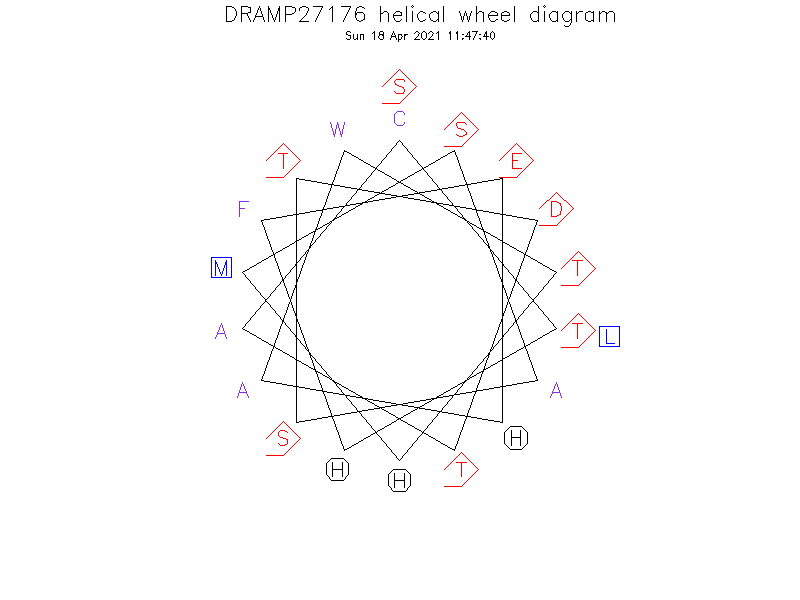 DRAMP27176 helical wheel diagram
Sun 18 Apr 2021 11:47:40
S
W C S
T E
F D
M T
A T L
A A
S H
H H T